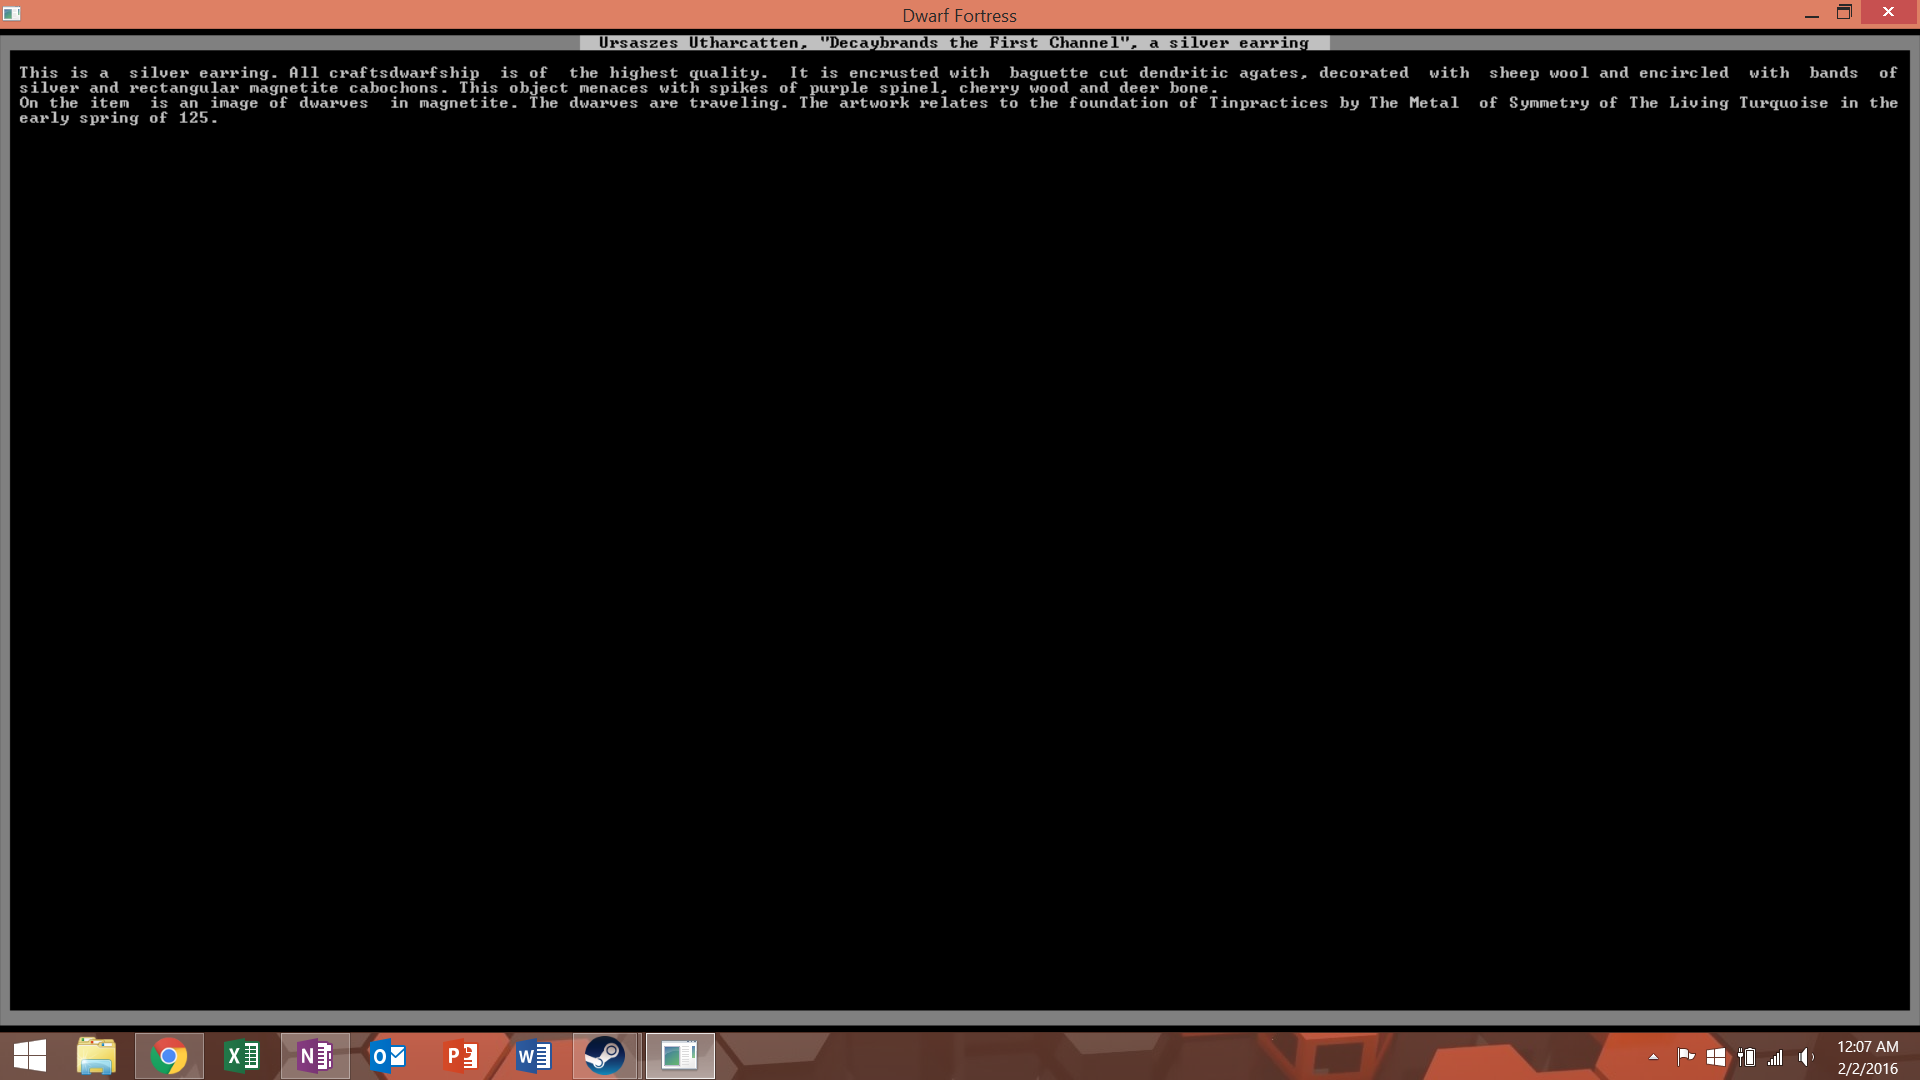 Dwarf Fortress
Ursaszes Utharcatten, "Decaybrands the First Channel", a silver earring
This is a silver earring. All craftsdwarfship is of the highest quality. It is encrusted with baguette cut dendritic agates, decorated with sheep wool and encircled with bands of
silver and rectangular magnetite cabochons. This object menaces with spikes of purple spinel, cherry wood and deer bone.
On the item is an image of dwarves in magnetite. The dwarves are traveling. The artwork relates to the foundation of Tinpractices by The Metal of Symmetry of The Living Turquoise in the
early spring of 125.
12:07 AM
2/2/2016